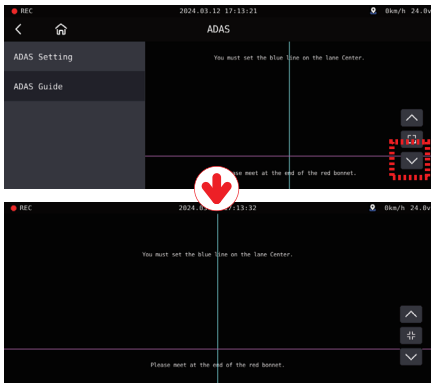 REC 2024.03.12 17:13:21 0km/h 24.0v
ADAS
ADAS Setting
You must set the blue line on the lane Center.
ADAS Guide
ease meet at the end of the red bonnet.
REC 2024.03 17:13:32 0km/h 24.0v
You must set the blue line on the lane Center.
Please meet at the end of the red bonnet.